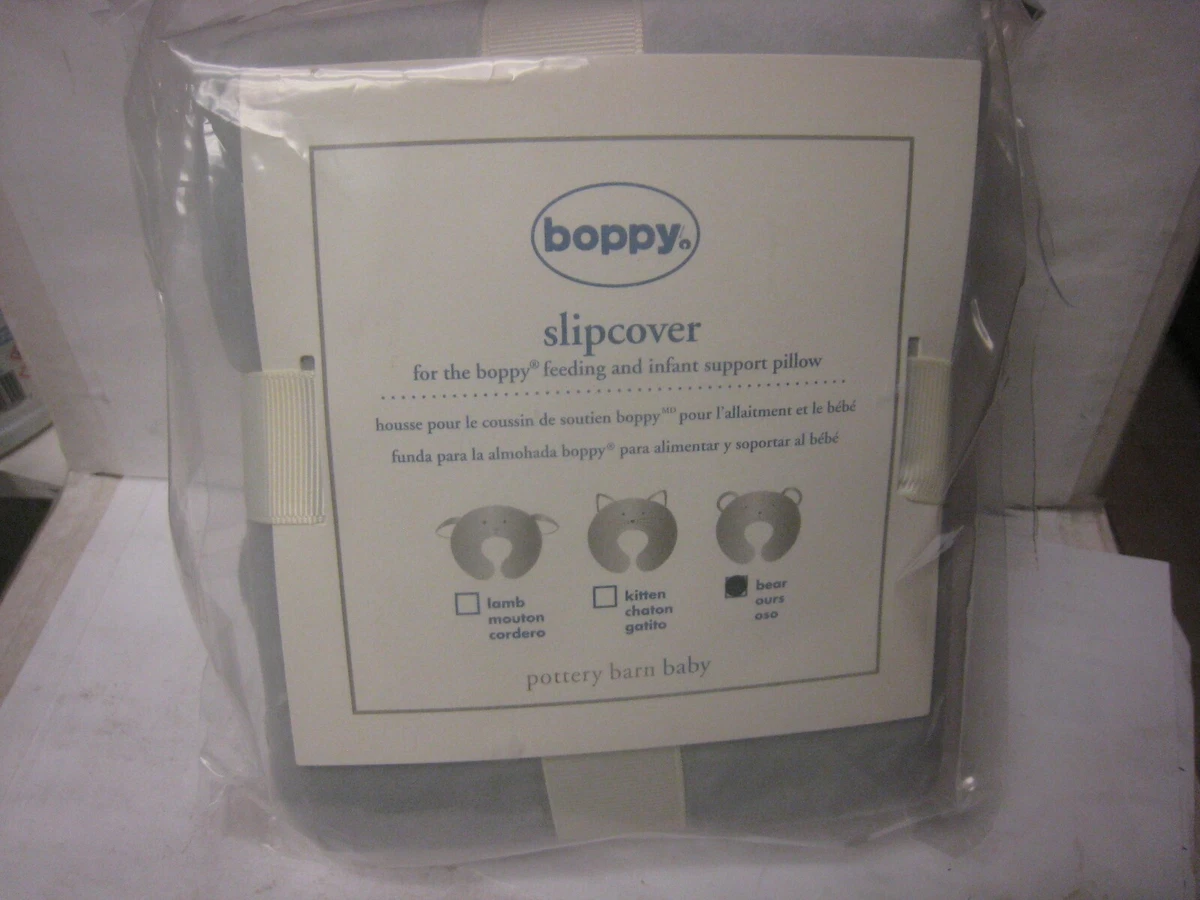 boppy®
slipcover
for the boppy® feeding and infant support pillow
housse pour le coussin de soutien boppyMD pour l'allaitment et le bébé
funda para la almohada boppy® para alimentar y soportar al bébé
lamb
mouton
cordero
kitten
chaton
gatito
bear
ours
oso
pottery barn baby